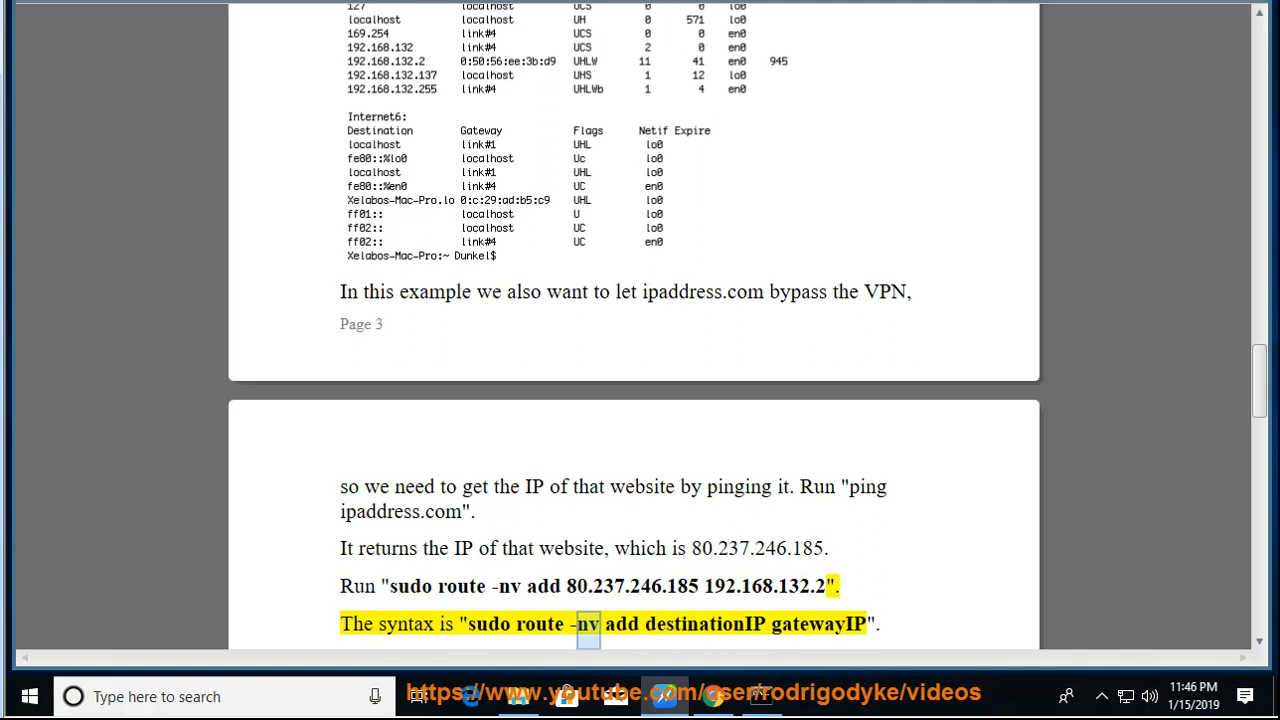 127 link#4 UCS 0 0 lo0
localhost localhost UH 0 571 lo0
169.254 link#4 UCS 0 0 en0
192.168.132 link#4 UCS 2 0 en0
192.168.132.2 0:50:56:ee:3b:d9 UHLW 11 41 en0 945
192.168.132.137 localhost UHS 1 12 lo0
192.168.132.255 link#4 UHLWb 1 4 en0
Internet6:
Destination Gateway Flags Netif Expire
localhost link#1 UHL lo0
fe80::%lo0 localhost Uc lo0
localhost link#1 UHL lo0
fe80::%en0 link#4 UC en0
Xelabos-Mac-Pro.lo 0:c:29:ad:b5:c9 UHL lo0
ff01:: localhost U lo0
ff02:: localhost UC lo0
ff02:: link#4 UC en0
Xelabos-Mac-Pro:~ Dunkel$
In this example we also want to let ipaddress.com bypass the VPN,
Page 3
so we need to get the IP of that website by pinging it. Run "ping
ipaddress.com".
It returns the IP of that website, which is 80.237.246.185.
Run "sudo route -nv add 80.237.246.185 192.168.132.2".
The syntax is "sudo route -nv add destinationIP gatewayIP".
Type here to search
https://www.youtube.com/user/rodrigodyke/videos
11:46 PM
1/15/2019